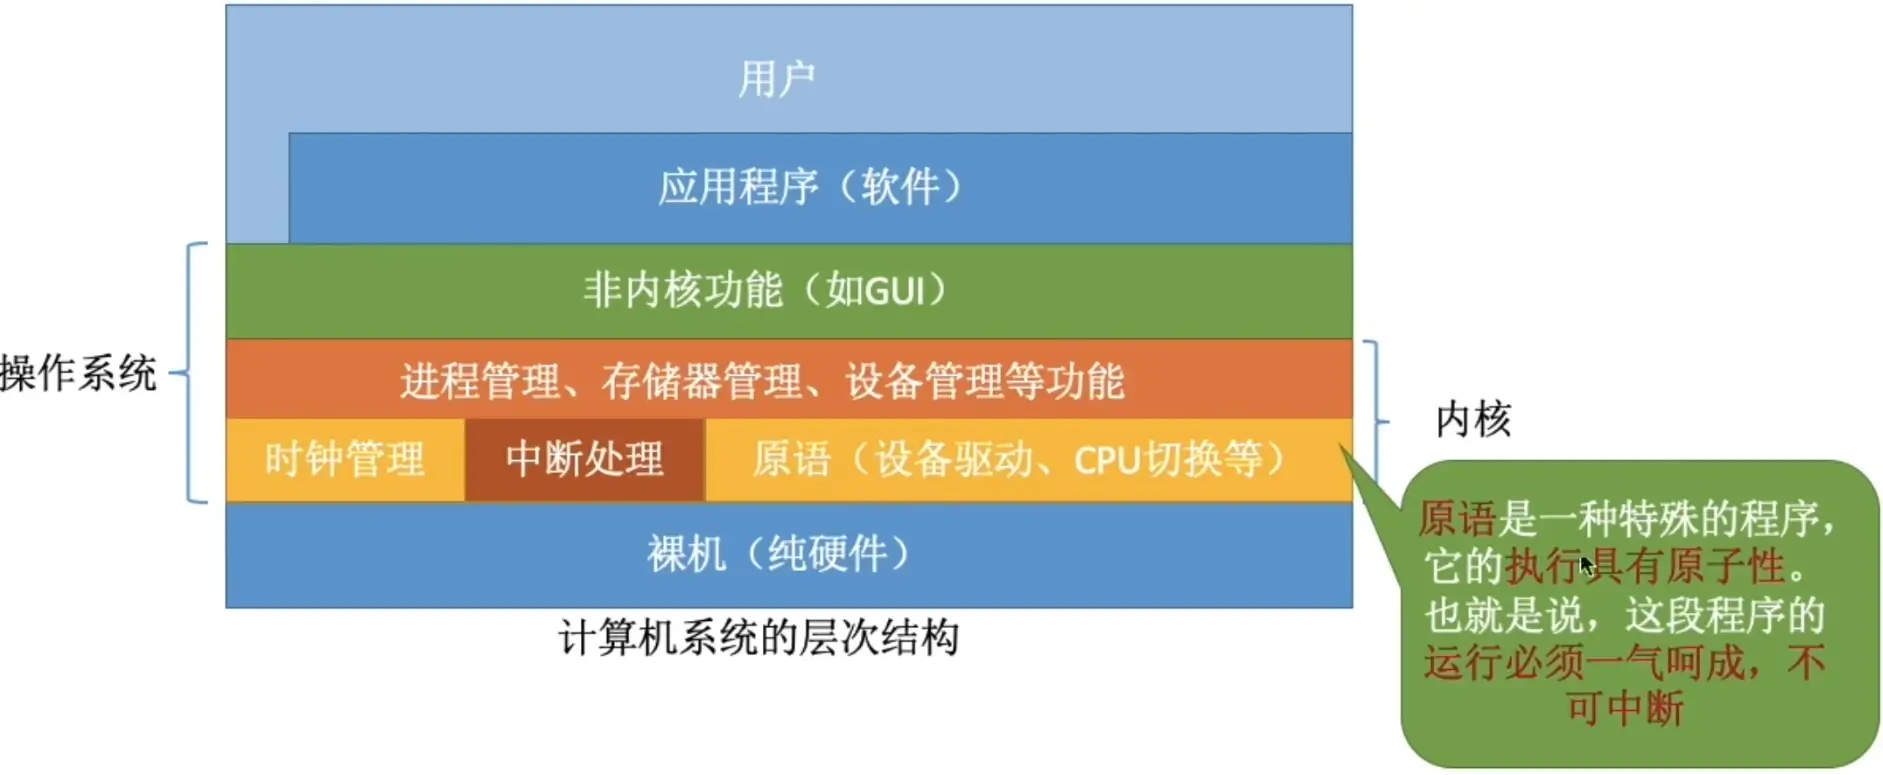 用户
应用程序（软件）
非内核功能（如GUI）
操作系统
进程管理、存储器管理、设备管理等功能
内核
时钟管理
中断处理
原语（设备驱动、CPU切换等）
裸机（纯硬件）
计算机系统的层次结构
原语是一种特殊的程序，
它的执行具有原子性。
也就是说，这段程序的
运行必须一气呵成，不
可中断